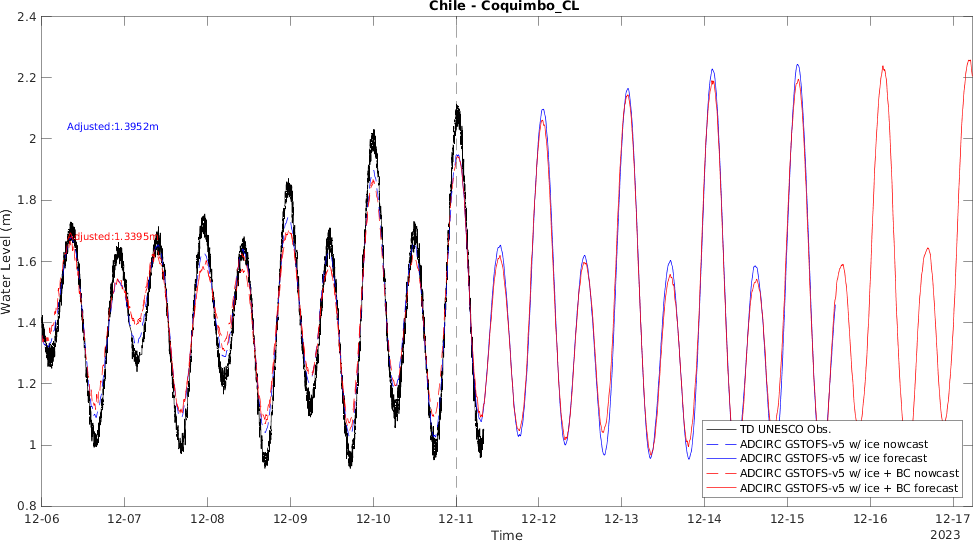 Chile - Coquimbo_CL
2.4
2.2
2
1.8
1.6
1.4
1.2
1
0.8
Water Level (m)
Adjusted:1.3952m
Adjusted:1.3395m
TD UNESCO Obs.
ADCIRC GSTOFS-v5 w/ ice nowcast
ADCIRC GSTOFS-v5 w/ ice forecast
ADCIRC GSTOFS-v5 w/ ice + BC nowcast
ADCIRC GSTOFS-v5 w/ ice + BC forecast
12-06 12-07 12-08 12-09 12-10 12-11 12-12 12-13 12-14 12-15 12-16 12-17
Time
2023